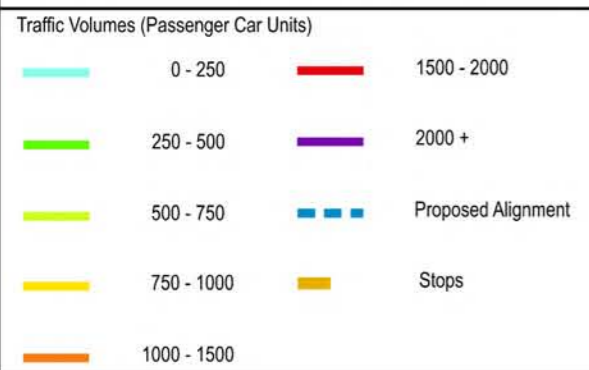 Traffic Volumes (Passenger Car Units)
0 - 250
250 - 500
500 - 750
750 - 1000
1000 - 1500
1500 - 2000
2000 +
Proposed Alignment
Stops